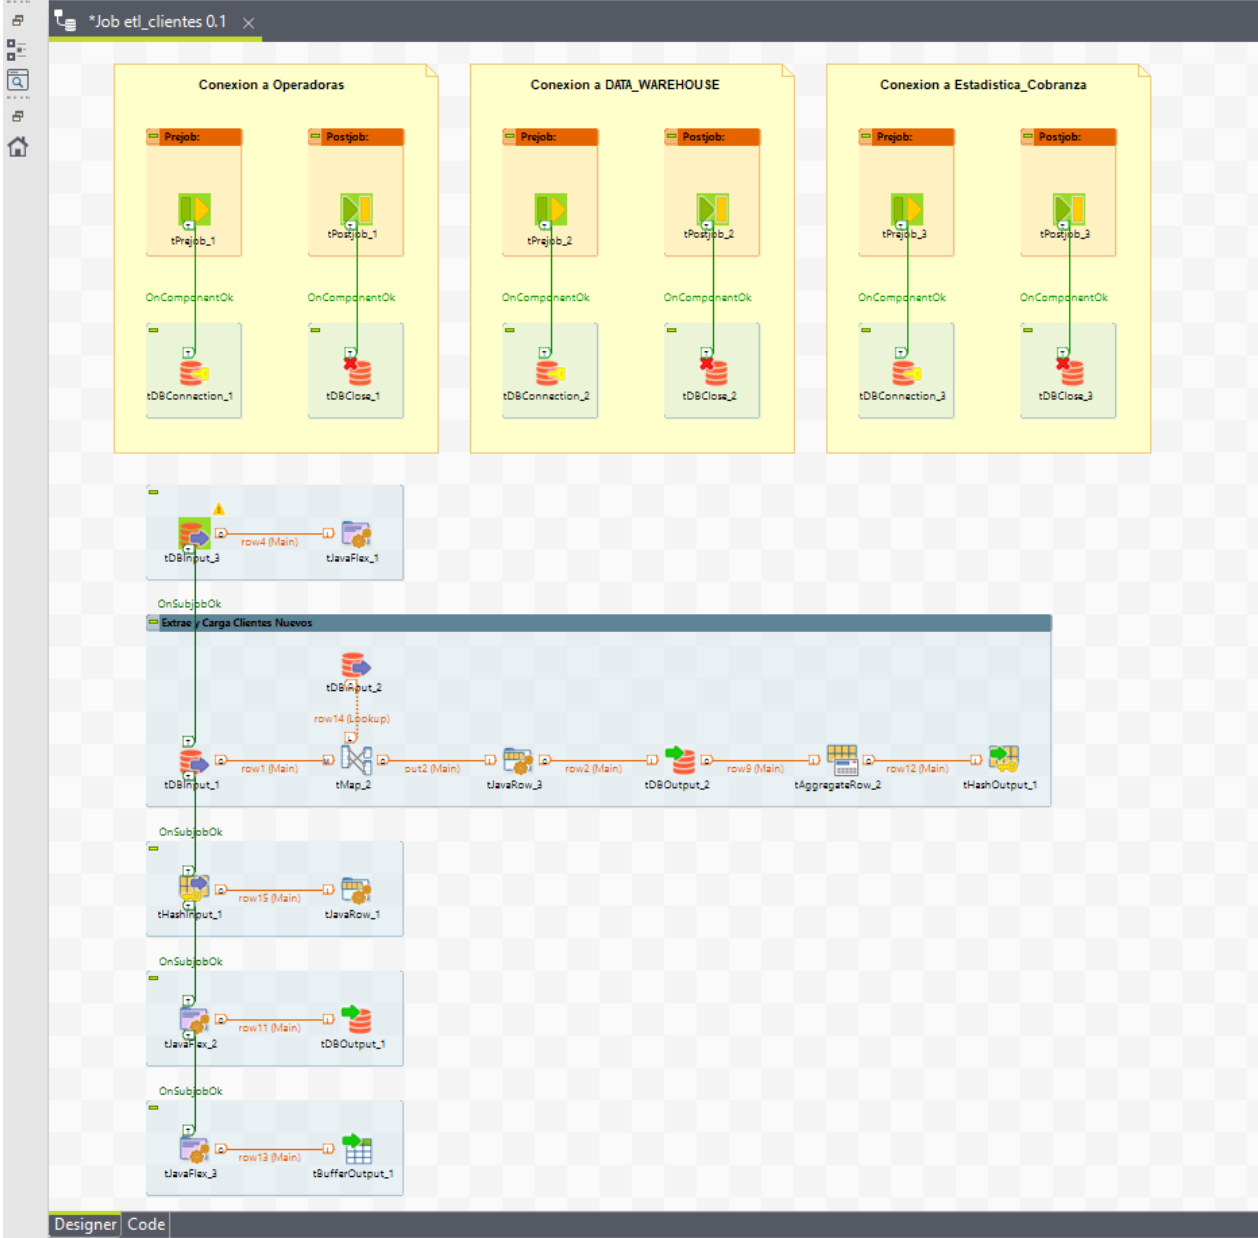 *Job etl_clientes 0.1
Conexion a Operadoras
Conexion a DATA_WAREHOUSE
Conexion a Estadistica_Cobranza
Prejob:
Postjob:
Prejob:
Postjob:
Prejob:
Postjob:
tPrejob_1
tPostjob_1
tPrejob_2
tPostjob_2
tPrejob_3
tPostjob_3
OnComponentOk
OnComponentOk
OnComponentOk
OnComponentOk
OnComponentOk
OnComponentOk
tDBConnection_1
tDBClose_1
tDBConnection_2
tDBClose_2
tDBConnection_3
tDBClose_3
row4 (Main)
tDBInput_3
tJavaFlex_1
OnSubjobOk
Extrae y Carga Clientes Nuevos
tDBInput_2
row14 (Lookup)
row1 (Main)
out2 (Main)
row2 (Main)
row9 (Main)
row12 (Main)
tDBInput_1
tMap_2
tJavaRow_3
tDBOutput_2
tAggregateRow_2
tHashOutput_1
OnSubjobOk
row15 (Main)
tHashInput_1
tJavaRow_1
OnSubjobOk
row11 (Main)
tJavaFlex_2
tDBOutput_1
OnSubjobOk
row13 (Main)
tJavaFlex_3
tBufferOutput_1
Designer
Code